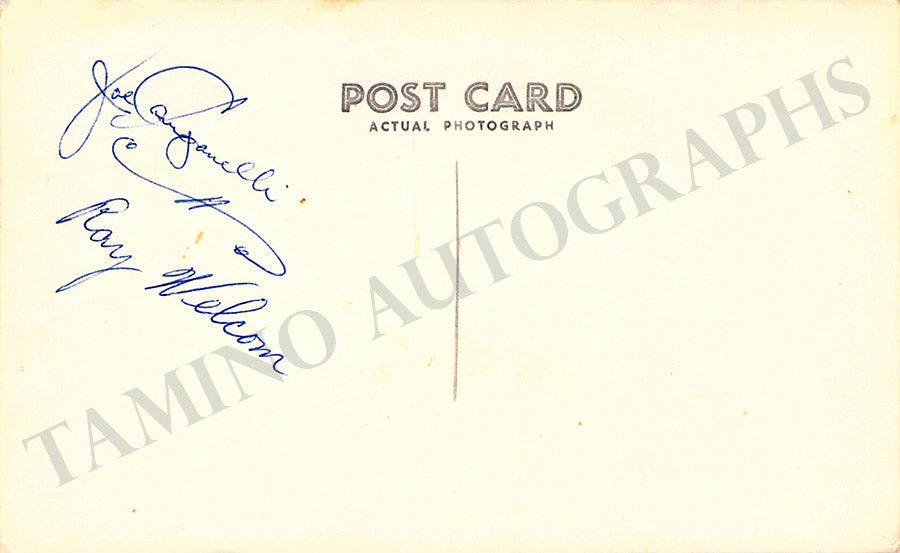 Joe Campanelli
Ray Welcom
POST CARD
ACTUAL PHOTOGRAPH
TAMINO AUTOGRAPHS